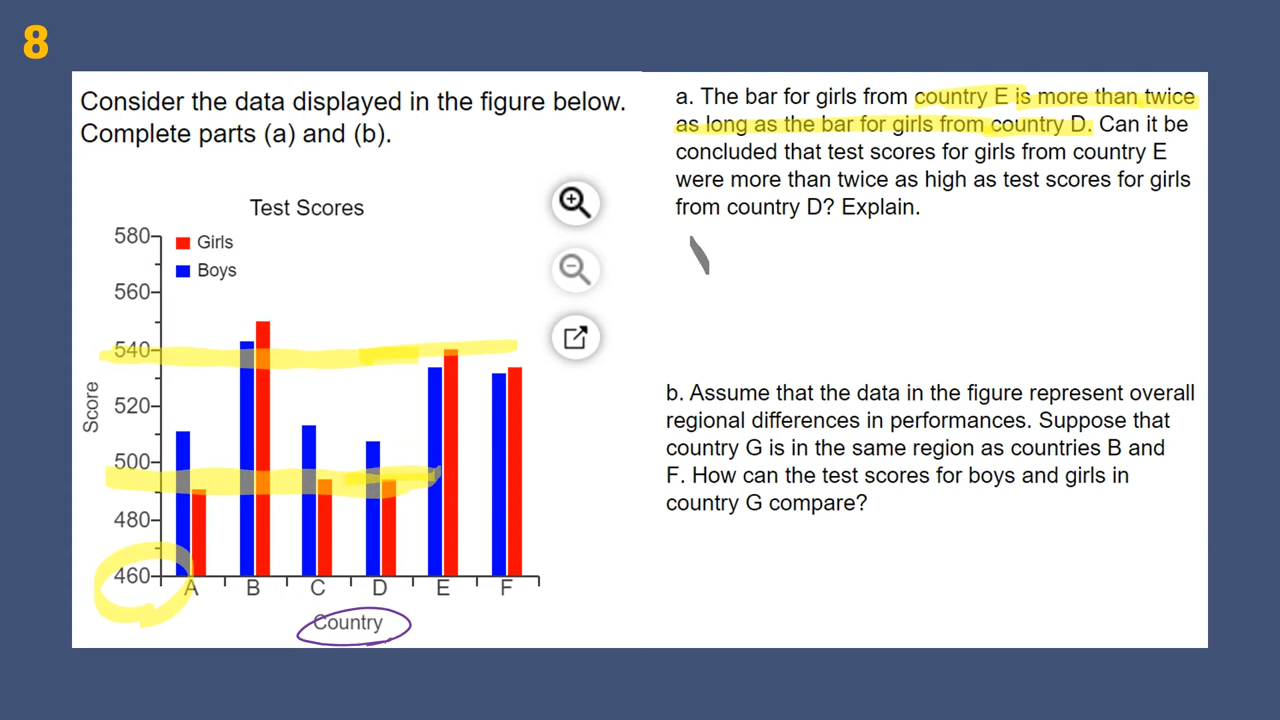 8
Consider the data displayed in the figure below.
Complete parts (a) and (b).
Test Scores
Girls
Boys
580
560
540
520
500
480
460
Score
A B C D E F
Country
a. The bar for girls from country E is more than twice
as long as the bar for girls from country D. Can it be
concluded that test scores for girls from country E
were more than twice as high as test scores for girls
from country D? Explain.
b. Assume that the data in the figure represent overall
regional differences in performances. Suppose that
country G is in the same region as countries B and
F. How can the test scores for boys and girls in
country G compare?